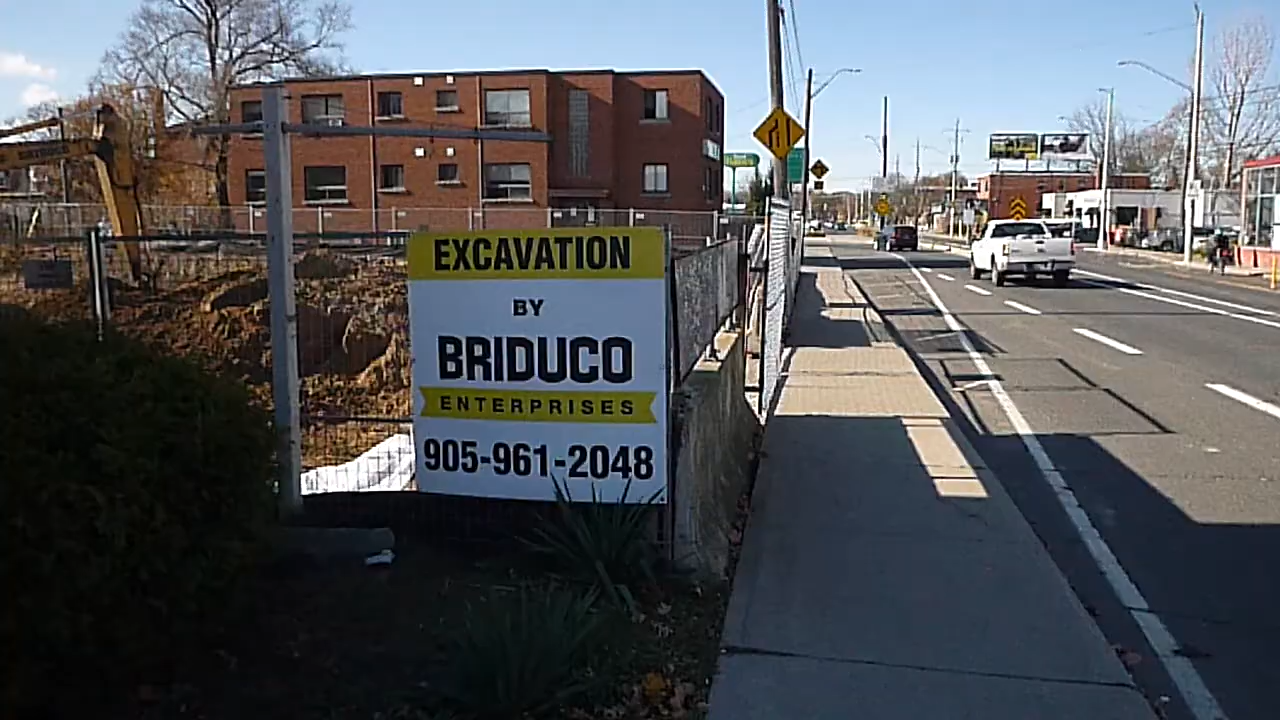 EXCAVATION
BY
BRIDUCO
ENTERPRISES
905-961-2048